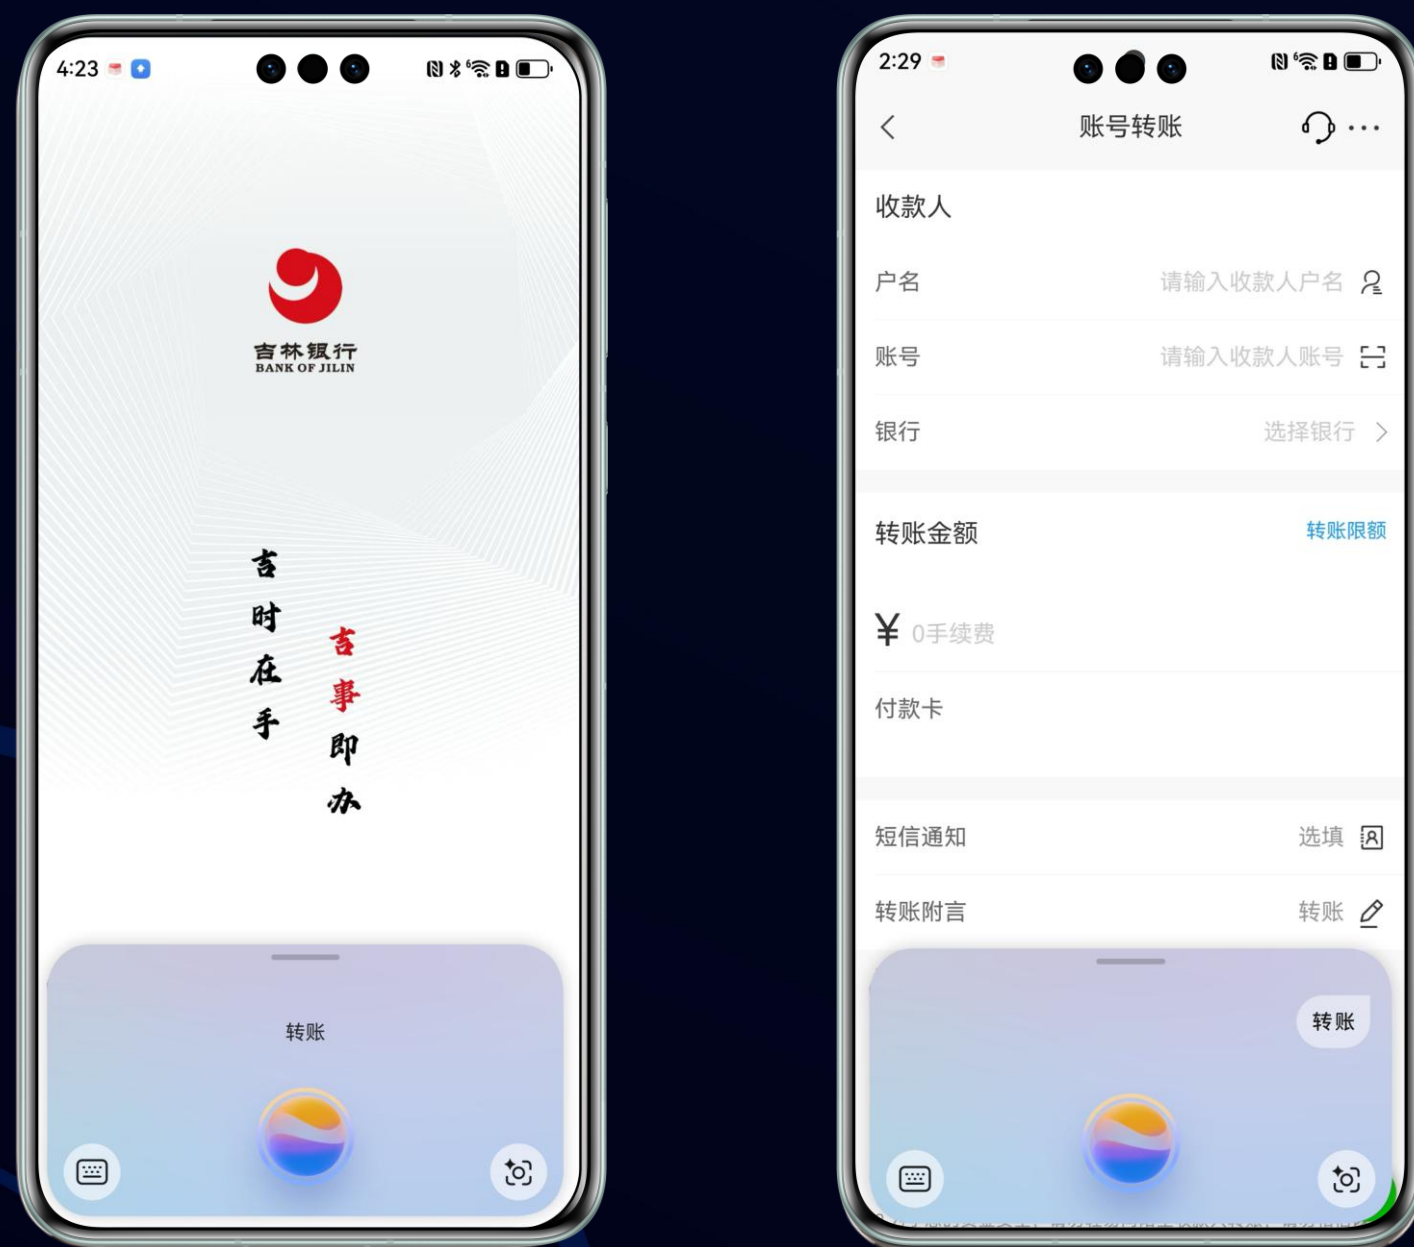 4:23
吉林银行
BANK OF JILIN
吉时在手
吉事即办
转账
2:29
账号转账
收款人
户名 请输入收款人户名
账号 请输入收款人账号
银行 选择银行
转账金额 转账限额
¥ 0手续费
付款卡
短信通知 选填
转账附言 转账
转账